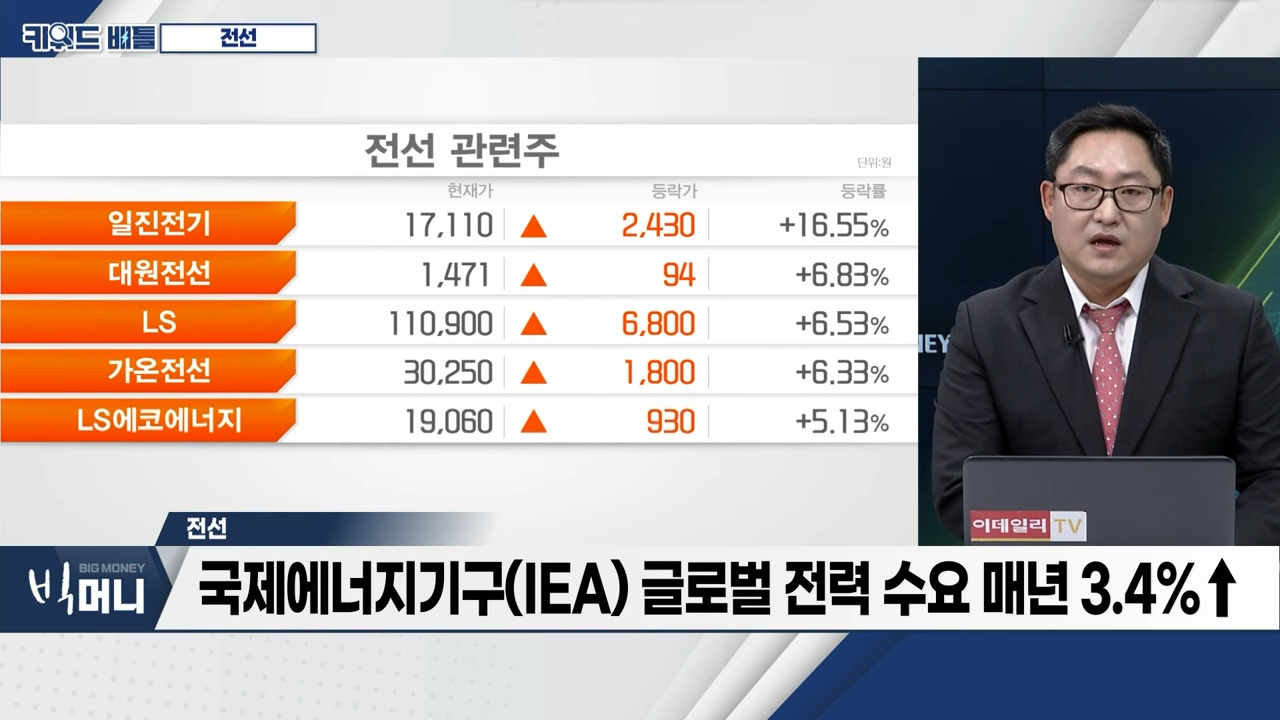 키워드 배틀 전선
전선 관련주
단위:원
현재가 등락가 등락률
일진전기 17,110 ▲ 2,430 +16.55%
대원전선 1,471 ▲ 94 +6.83%
LS 110,900 ▲ 6,800 +6.53%
가온전선 30,250 ▲ 1,800 +6.33%
LS에코에너지 19,060 ▲ 930 +5.13%
NEY
이데일리 TV
전선
BIG MONEY
빅머니
국제에너지기구(IEA) 글로벌 전력 수요 매년 3.4%↑